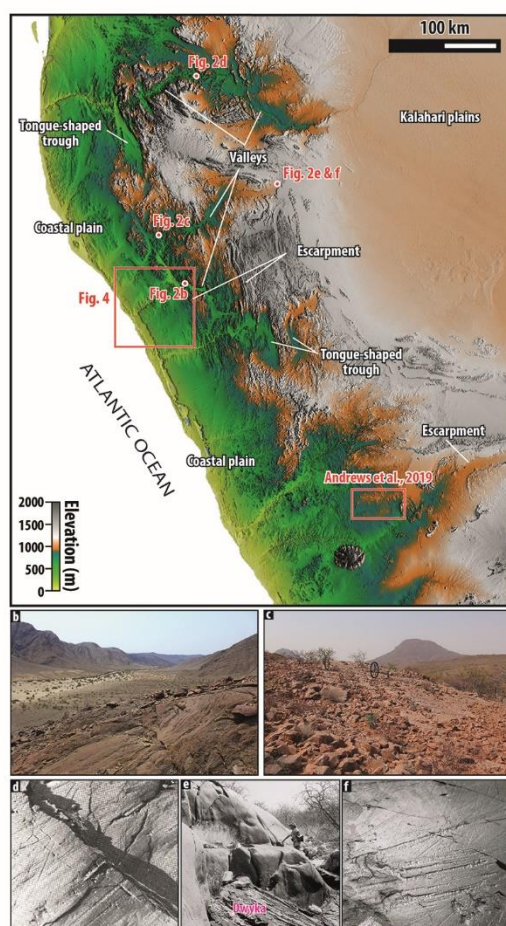 100 km
Fig. 2d
Kalahari plains
Tongue-shaped
trough
Valleys
Fig. 2e & f
Coastal plain
Fig. 2c
Escarpment
Fig. 4
Fig. 2b
Tongue-shaped
trough
ATLANTIC OCEAN
Escarpment
Coastal plain
Andrews et al., 2019
2000
1500
1000
500
0
Elevation (m)
b
c
d
e
f
Dwyka